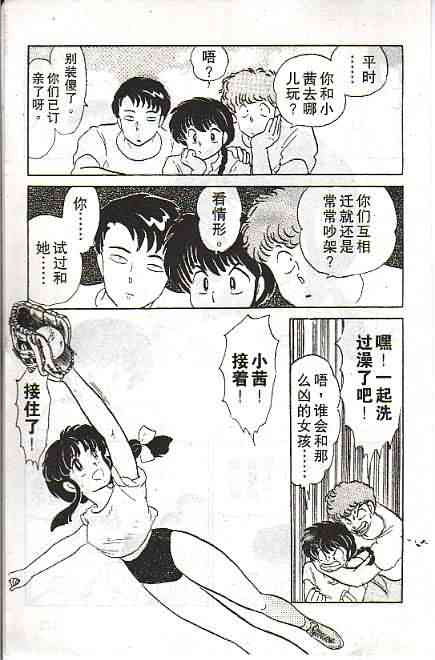 平时
……
你和小
茜去哪
儿玩？
唔？
别装傻了。
你们已订
亲了呀。
你们互相
迁就还是
常常吵架？
看情形。
你……
试过和
她……
嘿！一起洗
过澡了吧！
唔，谁会和那
么凶的女孩……
小茜！
接着！
接住了！